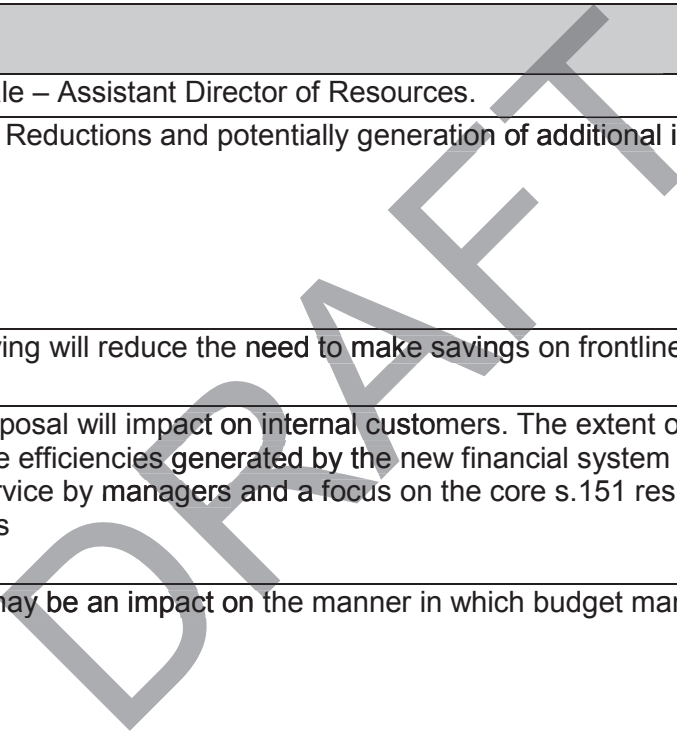 le – Assistant Director of Resources.
Reductions and potentially generation of additional i
ing will reduce the need to make savings on frontline
posal will impact on internal customers. The extent o
e efficiencies generated by the new financial system
rvice by managers and a focus on the core s.151 res
s
may be an impact on the manner in which budget mar
DRAFT